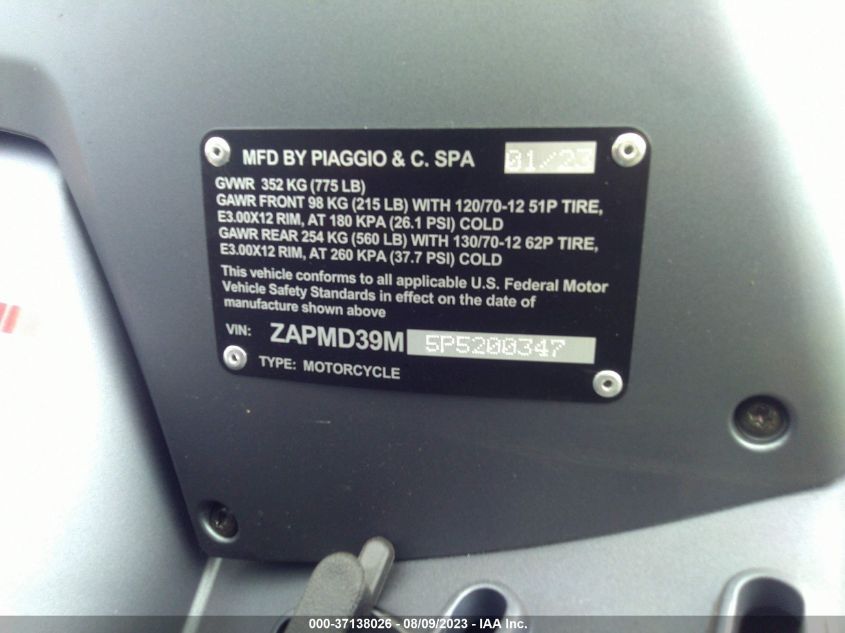 MFD BY PIAGGIO & C. SPA 01/23
GVWR 352 KG (775 LB)
GAWR FRONT 98 KG (215 LB) WITH 120/70-12 51P TIRE,
E3.00X12 RIM, AT 180 KPA (26.1 PSI) COLD
GAWR REAR 254 KG (560 LB) WITH 130/70-12 62P TIRE,
E3.00X12 RIM, AT 260 KPA (37.7 PSI) COLD
This vehicle conforms to all applicable U.S. Federal Motor
Vehicle Safety Standards in effect on the date of
manufacture shown above
VIN: ZAPMD39M 5P5200347
TYPE: MOTORCYCLE
000-37138026 - 08/09/2023 - IAA Inc.